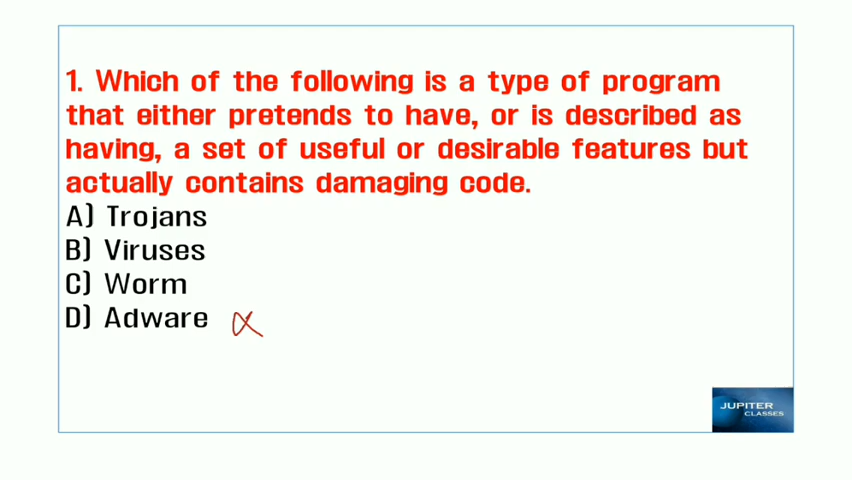 1. Which of the following is a type of program
that either pretends to have, or is described as
having, a set of useful or desirable features but
actually contains damaging code.
A) Trojans
B) Viruses
C) Worm
D) Adware
JUPITER
CLASSES